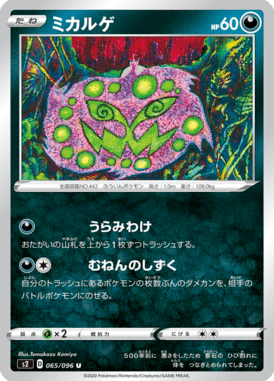 たね
ミカルゲ
HP60
全国図鑑NO.442 ふういんポケモン 高さ：1.0m 重さ：108.0kg
うらみわけ
おたがいの山札を上から1枚ずつトラッシュする。
むねんのしずく
自分のトラッシュにあるポケモンの枚数ぶんのダメカンを、相手の
バトルポケモンにのせる。
弱点 ×2 抵抗力 にげる
Illus.Tomokazu Komiya
S2 D 065/096 U
500年前に 悪さをしたため 要石の ひび割れに
体を つなぎとめられてしまった。
©2020 Pokémon/Nintendo/Creatures/GAME FREAK.